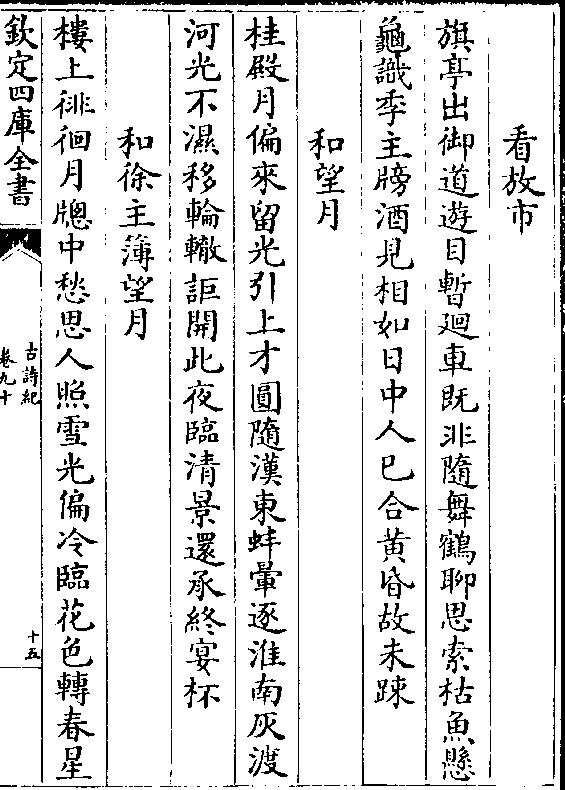 看放市
旗亭出御道遊目暫廻車既非隨舞鶴聊思索枯魚懸
龜識季主牓酒見相如日中人已合黃昏故未踈
和望月
桂殿月偏來留光引上才圓隨漢東蚌暈逐淮南灰渡
河光不濕移輪轍詎開此夜臨清景還承終宴杯
和徐主簿望月
樓上徘徊月牎中愁思人照雪光偏冷臨花色轉春星
欽定四庫全書
古詩紀
卷九十
十五